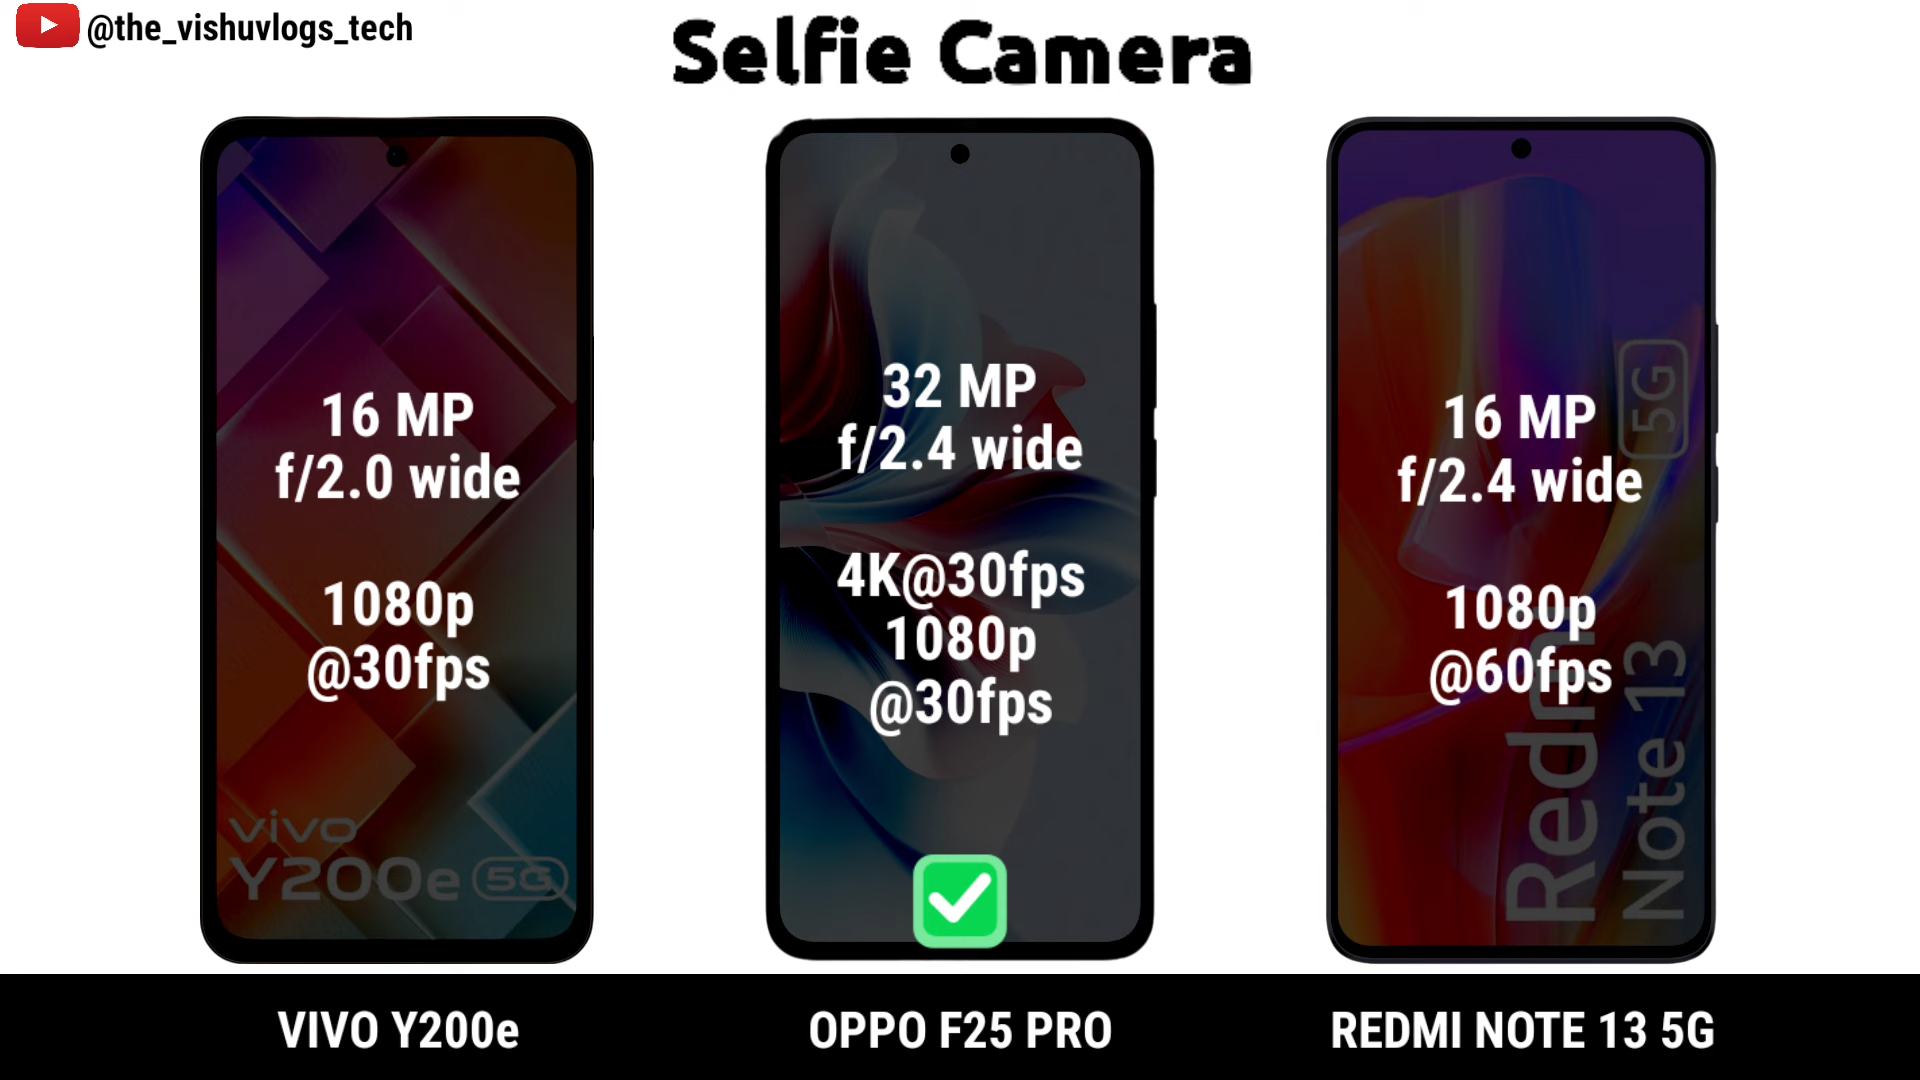 @the_vishuvlogs_tech
Selfie Camera
16 MP
f/2.0 wide
1080p
@30fps
vivo
Y200e 5G
32 MP
f/2.4 wide
4K@30fps
1080p
@30fps
16 MP
f/2.4 wide
1080p
@60fps
Redmi
Note 13
5G
VIVO Y200e
OPPO F25 PRO
REDMI NOTE 13 5G